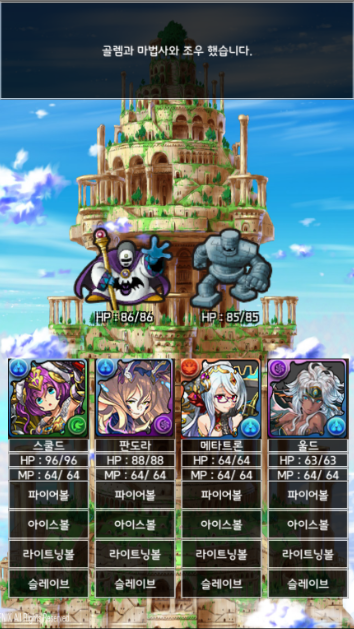 골렘과 마법사와 조우 했습니다.
HP : 86/86 HP : 85/85
스쿨드 판도라 메타트론 울드
HP : 96/96 HP : 88/88 HP : 64/64 HP : 63/63
MP : 64/ 64 MP : 64/ 64 MP : 64/ 64 MP : 64/ 64
파이어볼 파이어볼 파이어볼 파이어볼
아이스볼 아이스볼 아이스볼 아이스볼
라이트닝볼 라이트닝볼 라이트닝볼 라이트닝볼
슬레이브 슬레이브 슬레이브 슬레이브
All Rights Reserved